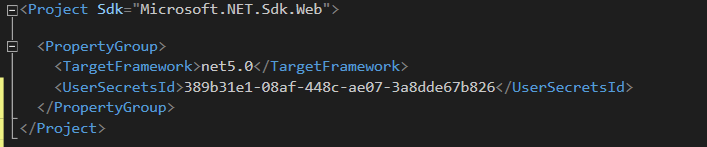 <Project Sdk="Microsoft.NET.Sdk.Web">
<PropertyGroup>
<TargetFramework>net5.0</TargetFramework>
<UserSecretsId>389b31e1-08af-448c-ae07-3a8dde67b826</UserSecretsId>
</PropertyGroup>
</Project>